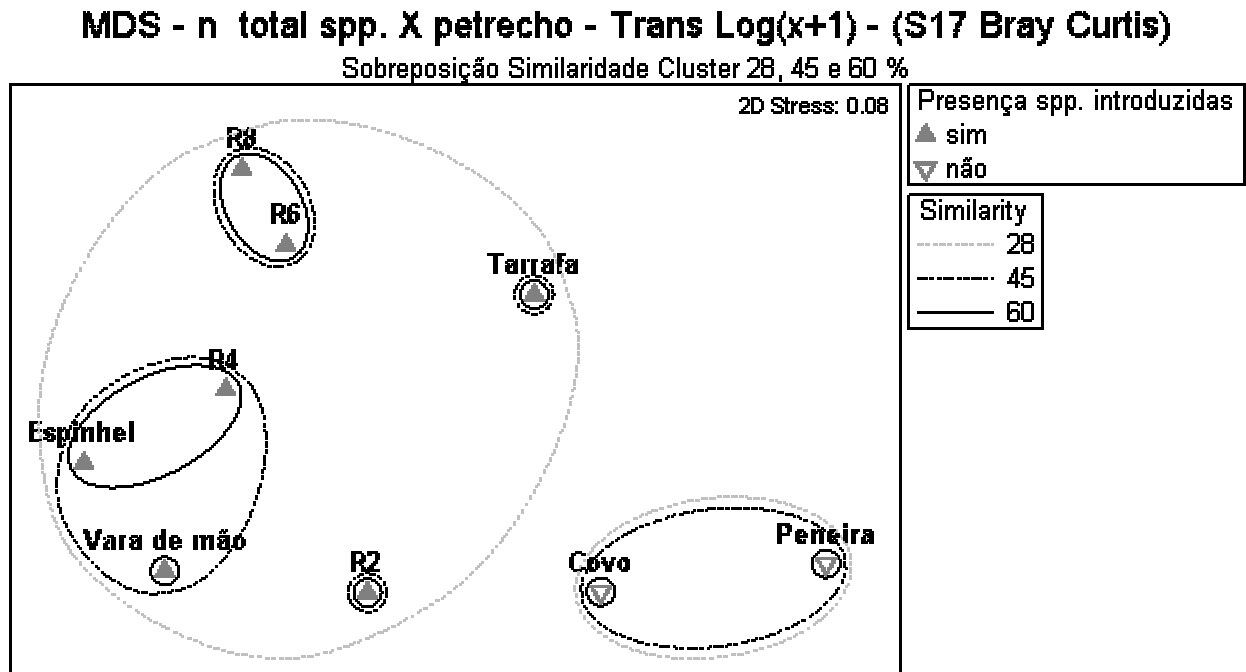 MDS - n total spp. X petrecho - Trans Log(x+1) - (S17 Bray Curtis)
Sobreposição Similaridade Cluster 28, 45 e 60 %
2D Stress: 0.08
Presença spp. introduzidas
sim
não
Similarity
28
45
60
R8
R6
Tarrafa
R4
Espinhel
Vara de mão
R2
Covo
Peneira